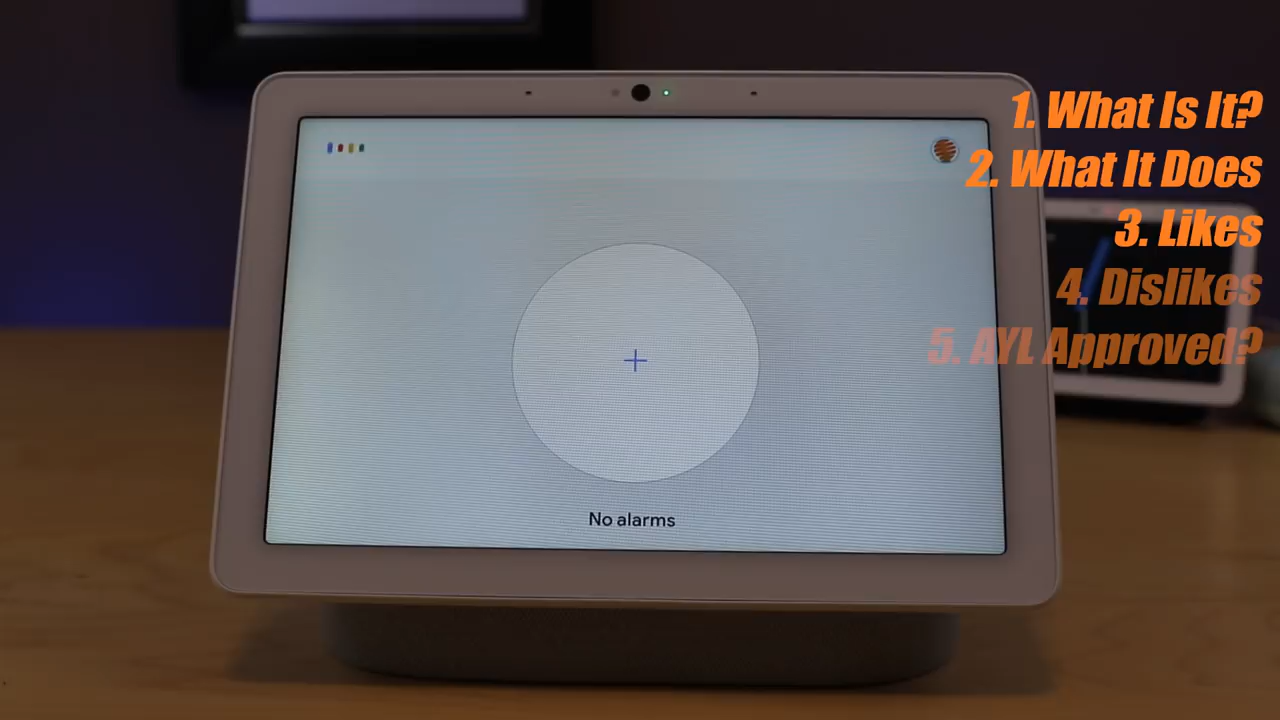 1. What Is It?
2. What It Does
3. Likes
4. Dislikes
5. AYL Approved?
No alarms